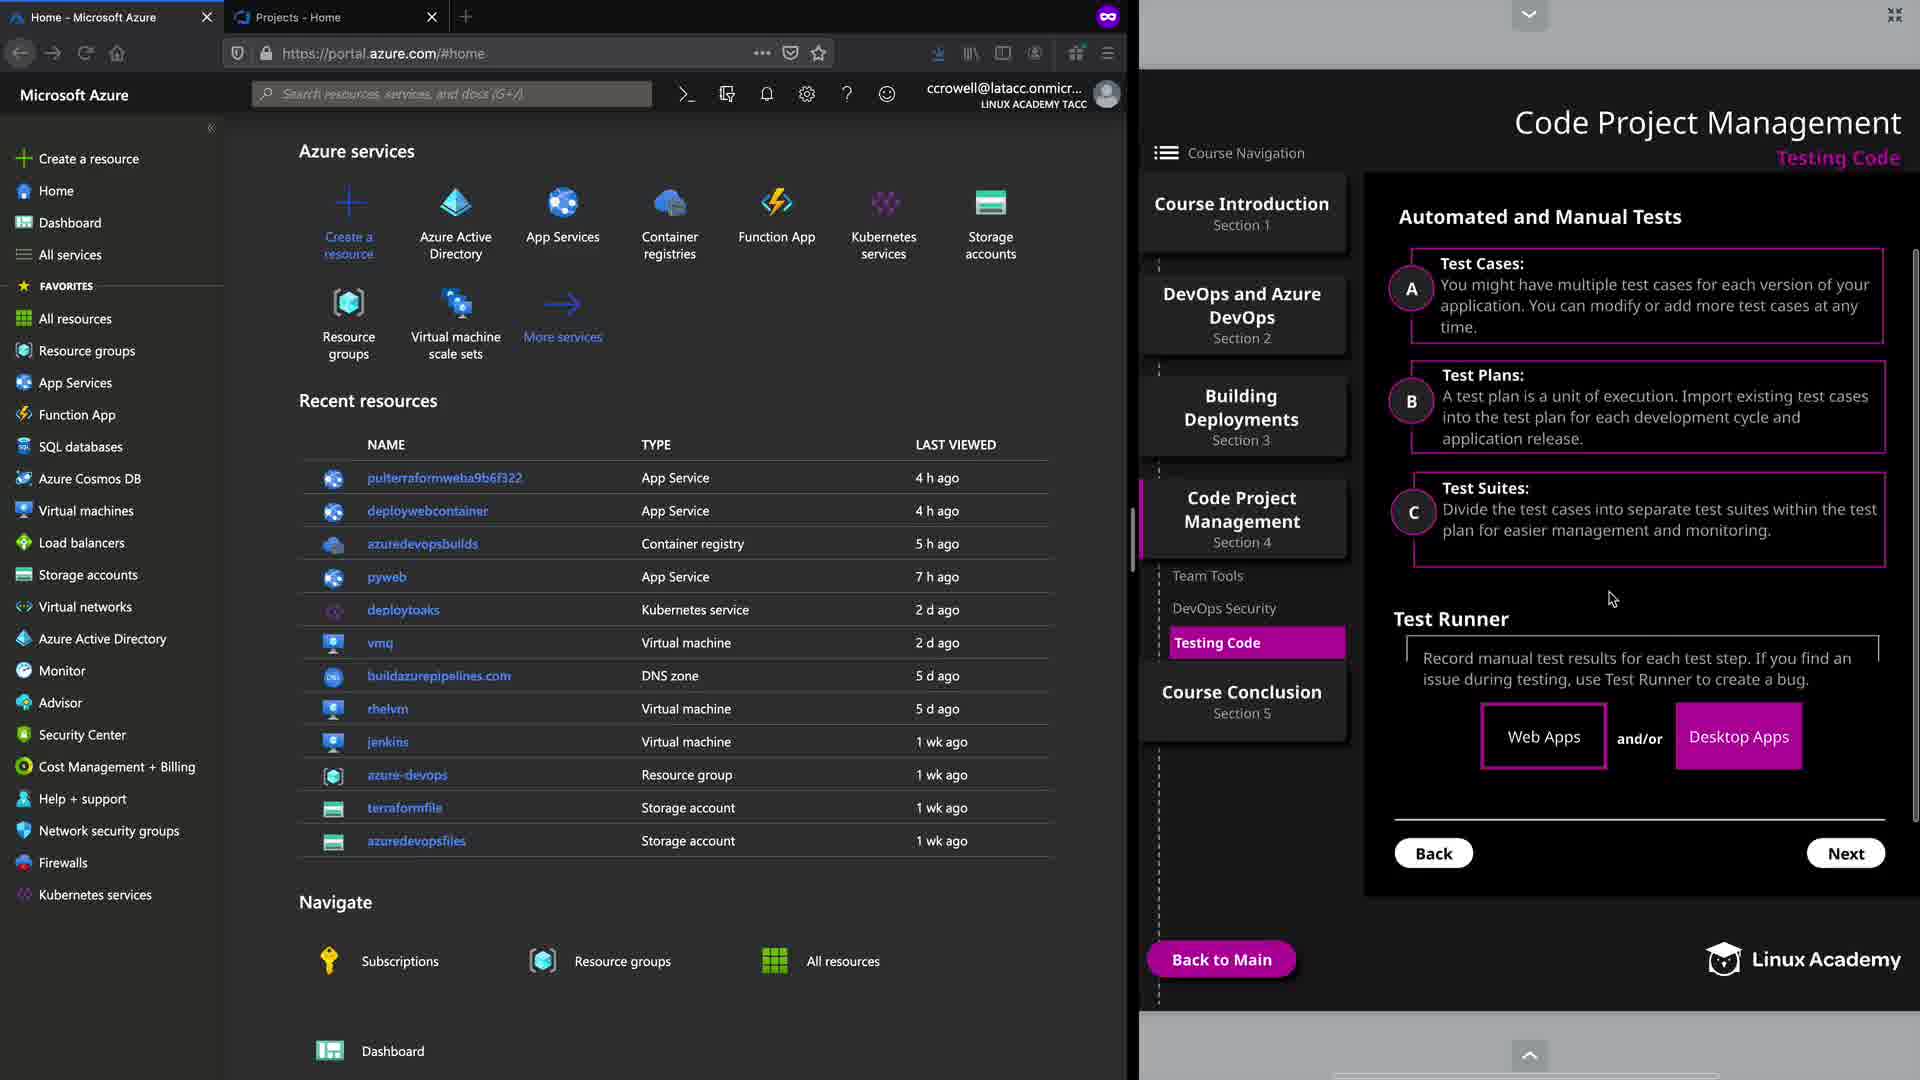 Home - Microsoft Azure
Projects - Home
https://portal.azure.com/#home
Microsoft Azure
Search resources, services, and docs (G+/)
ccrowell@latacc.onmicr...
LINUX ACADEMY TACC
Create a resource
Home
Dashboard
All services
FAVORITES
All resources
Resource groups
App Services
Function App
SQL databases
Azure Cosmos DB
Virtual machines
Load balancers
Storage accounts
Virtual networks
Azure Active Directory
Monitor
Advisor
Security Center
Cost Management + Billing
Help + support
Network security groups
Firewalls
Kubernetes services
Azure services
Create a
resource
Azure Active
Directory
App Services
Container
registries
Function App
Kubernetes
services
Storage
accounts
Resource
groups
Virtual machine
scale sets
More services
Recent resources
NAME TYPE LAST VIEWED
pulterraformweba9b6f322 App Service 4 h ago
deploywebcontainer App Service 4 h ago
azuredevopsbuilds Container registry 5 h ago
pyweb App Service 7 h ago
deploytoaks Kubernetes service 2 d ago
vmq Virtual machine 2 d ago
DNS buildazurepipelines.com DNS zone 5 d ago
rhelvm Virtual machine 5 d ago
jenkins Virtual machine 1 wk ago
azure-devops Resource group 1 wk ago
terraformfile Storage account 1 wk ago
azuredevopsfiles Storage account 1 wk ago
Navigate
Subscriptions
Resource groups
All resources
Dashboard
Code Project Management
Testing Code
Course Navigation
Course Introduction
Section 1
DevOps and Azure
DevOps
Section 2
Building
Deployments
Section 3
Code Project
Management
Section 4
Team Tools
DevOps Security
Testing Code
Course Conclusion
Section 5
Back to Main
Automated and Manual Tests
A
Test Cases:
You might have multiple test cases for each version of your
application. You can modify or add more test cases at any
time.
B
Test Plans:
A test plan is a unit of execution. Import existing test cases
into the test plan for each development cycle and
application release.
C
Test Suites:
Divide the test cases into separate test suites within the test
plan for easier management and monitoring.
Test Runner
Record manual test results for each test step. If you find an
issue during testing, use Test Runner to create a bug.
Web Apps
and/or
Desktop Apps
Back
Next
Linux Academy